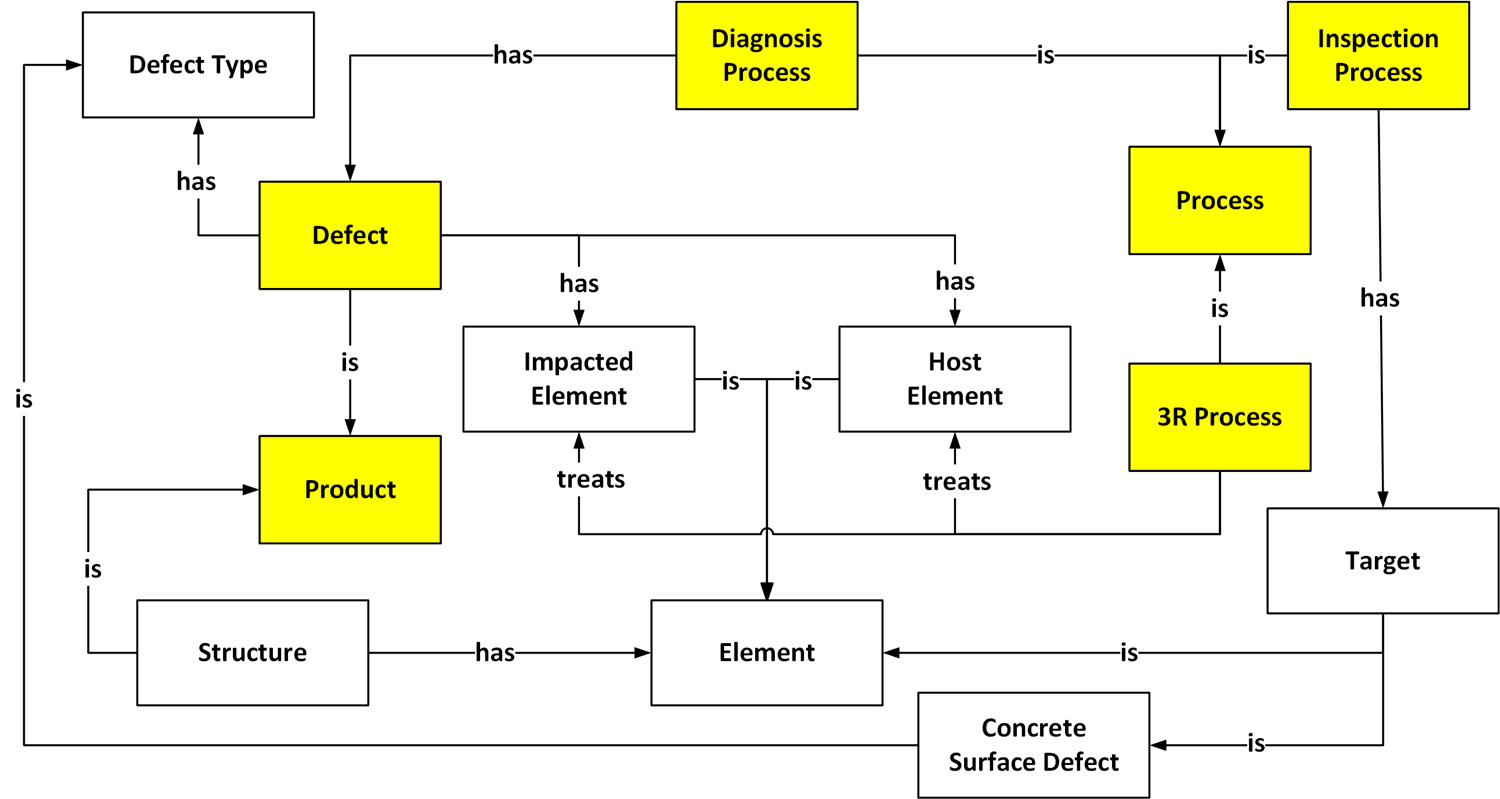 Diagnosis
Process
Inspection
Process
has
is
is
Defect Type
has
Process
Defect
has
has
has
is
is
Impacted
Element
is
is
Host
Element
is
3R Process
treats
treats
Product
Target
is
Structure
has
Element
is
Concrete
Surface Defect
is